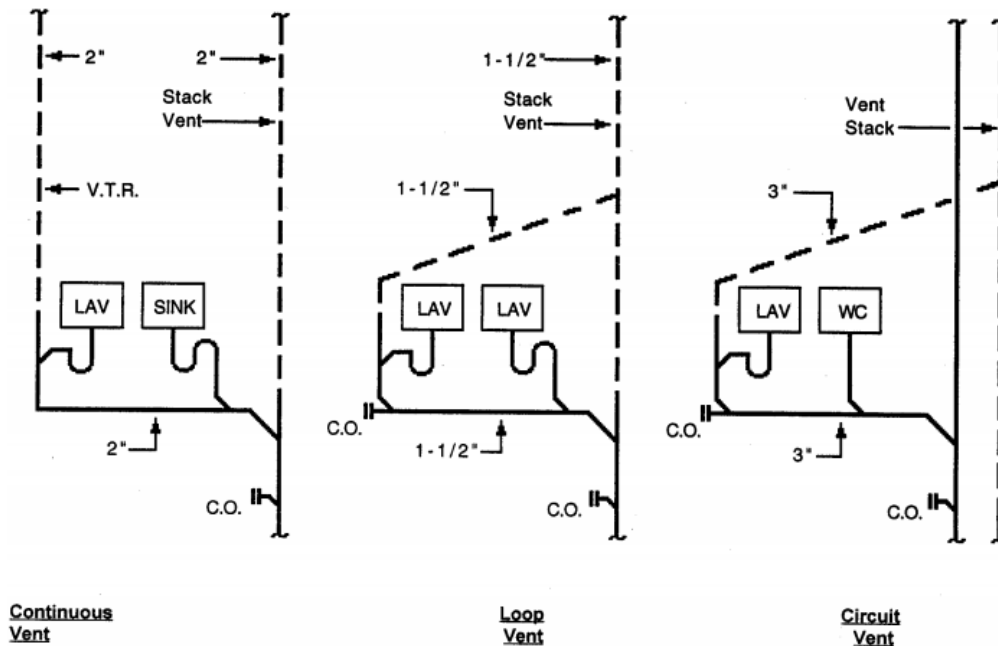 2"
2"
Stack
Vent
V.T.R.
LAV
SINK
2"
C.O.
Continuous
Vent
1-1/2"
Stack
Vent
1-1/2"
LAV
LAV
C.O.
1-1/2"
C.O.
Loop
Vent
Vent
Stack
3"
LAV
WC
C.O.
3"
C.O.
Circuit
Vent